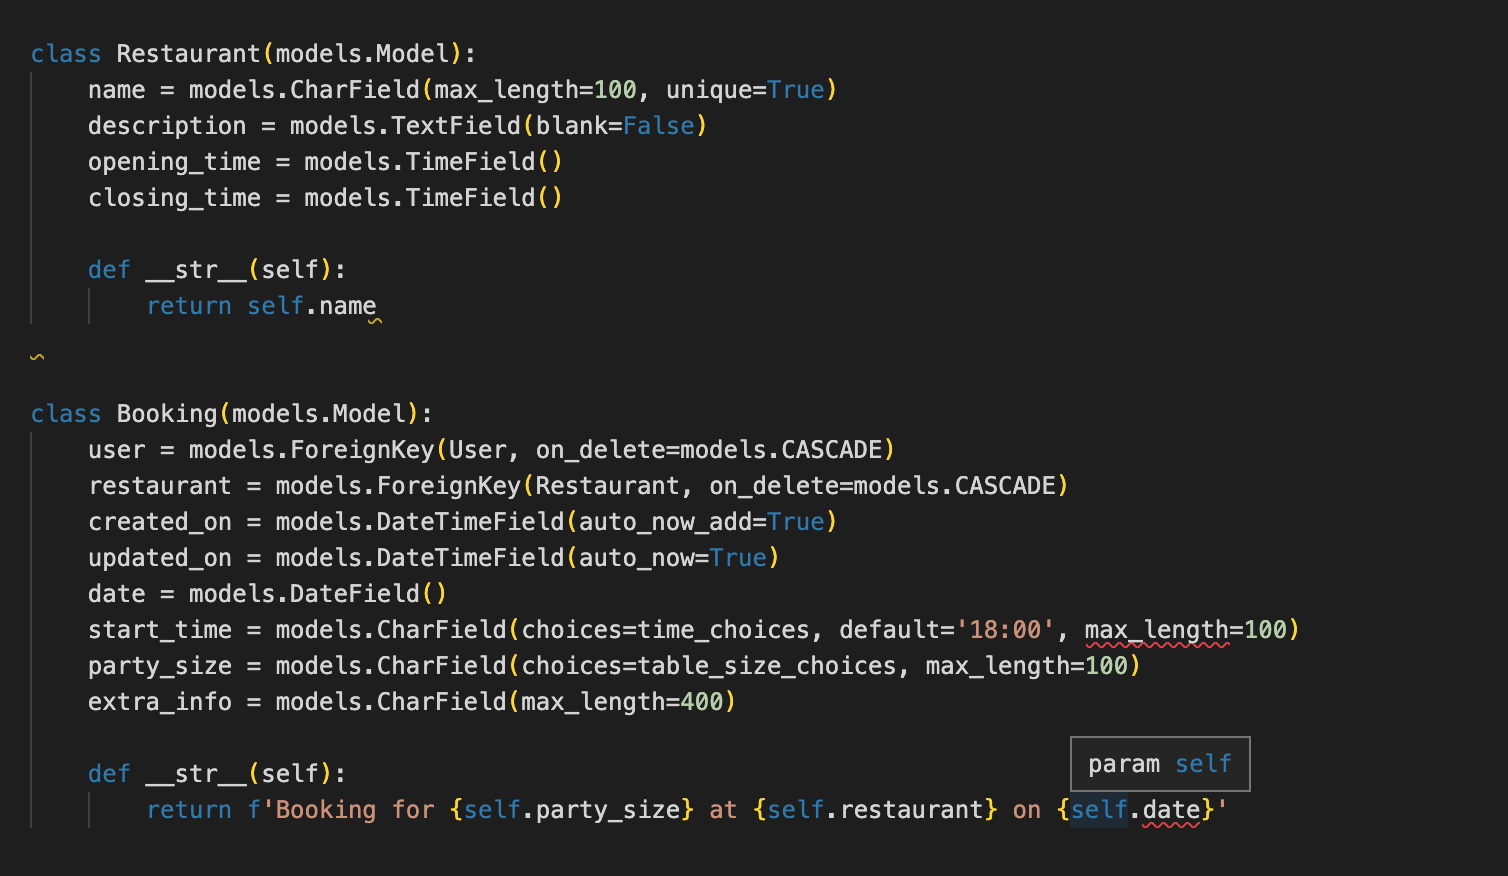 class Restaurant(models.Model):
    name = models.CharField(max_length=100, unique=True)
    description = models.TextField(blank=False)
    opening_time = models.TimeField()
    closing_time = models.TimeField()
    def __str__(self):
        return self.name
class Booking(models.Model):
    user = models.ForeignKey(User, on_delete=models.CASCADE)
    restaurant = models.ForeignKey(Restaurant, on_delete=models.CASCADE)
    created_on = models.DateTimeField(auto_now_add=True)
    updated_on = models.DateTimeField(auto_now=True)
    date = models.DateField()
    start_time = models.CharField(choices=time_choices, default='18:00', max_length=100)
    party_size = models.CharField(choices=table_size_choices, max_length=100)
    extra_info = models.CharField(max_length=400)
param self
    def __str__(self):
        return f'Booking for {self.party_size} at {self.restaurant} on {self.date}'